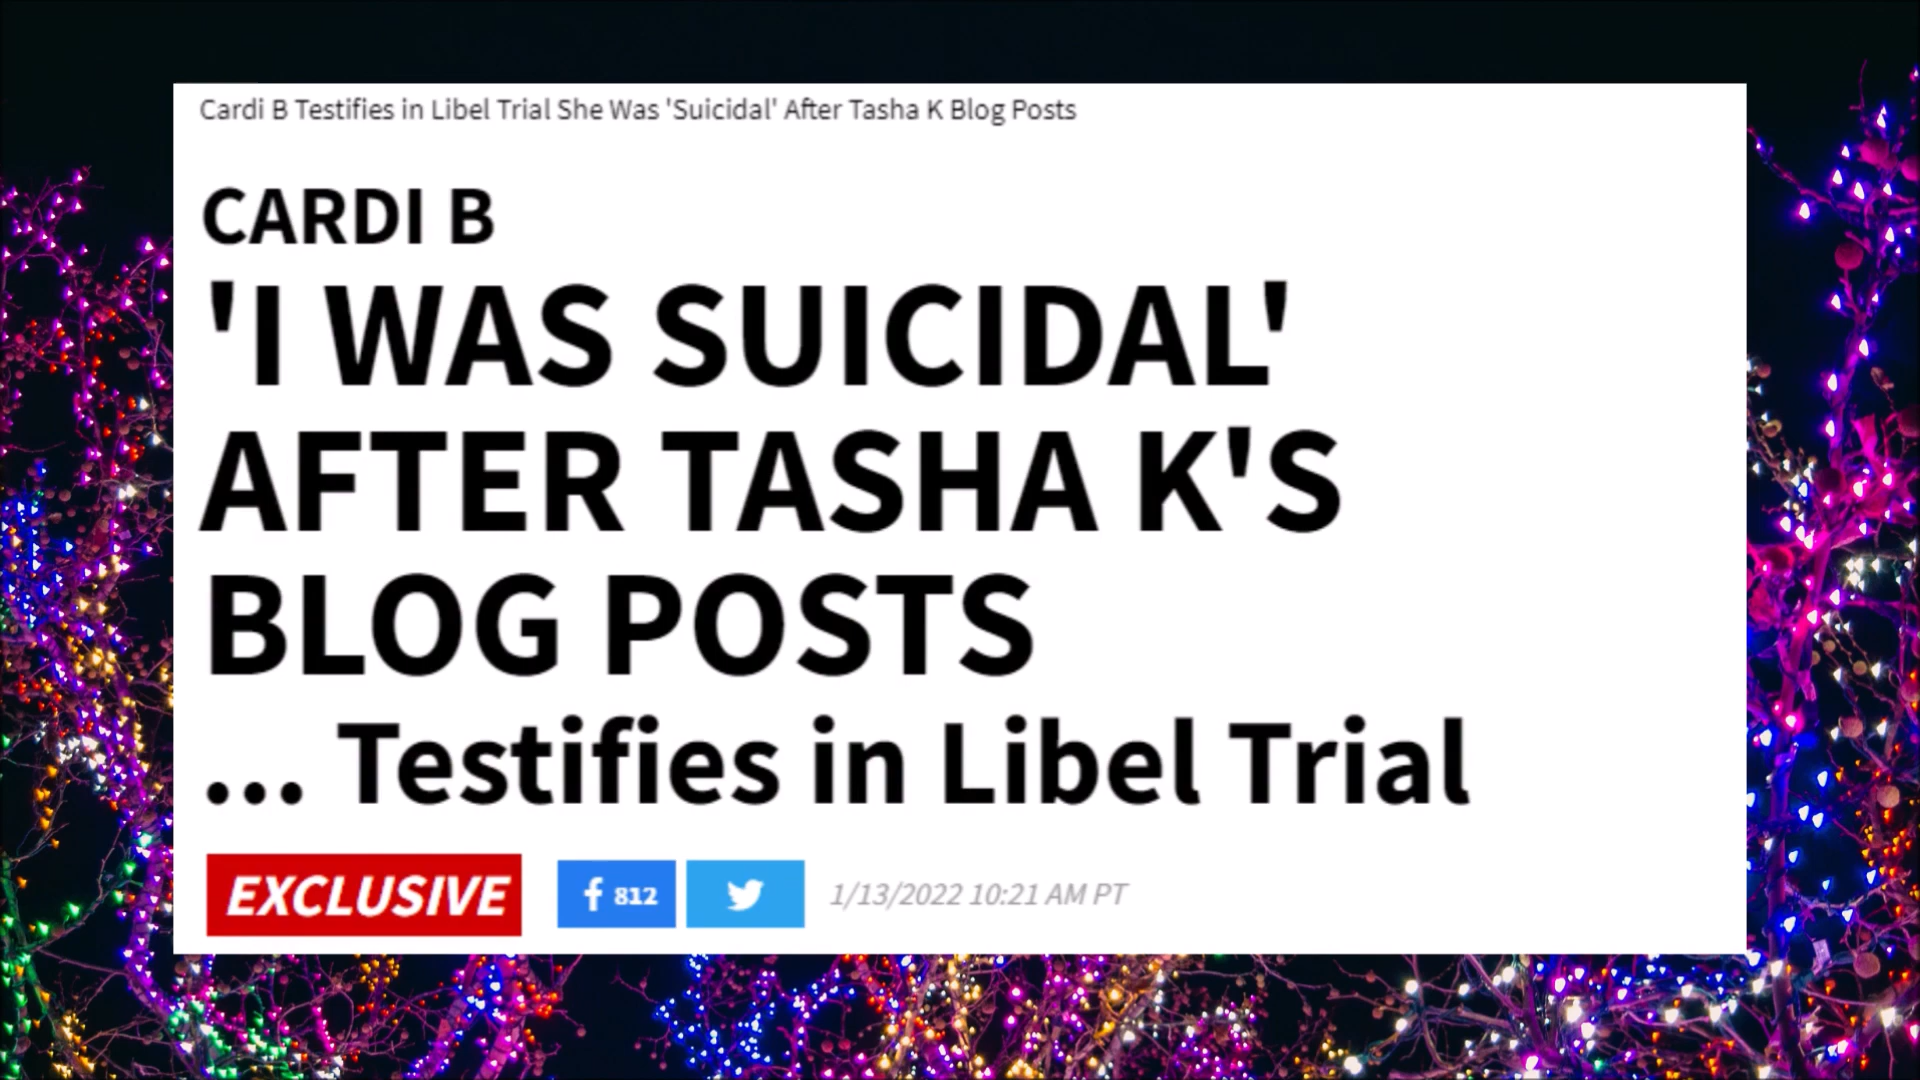 Cardi B Testifies in Libel Trial She Was 'Suicidal' After Tasha K Blog Posts
CARDI B
'I WAS SUICIDAL'
AFTER TASHA K'S
BLOG POSTS
... Testifies in Libel Trial
EXCLUSIVE f 812 1/13/2022 10:21 AM PT